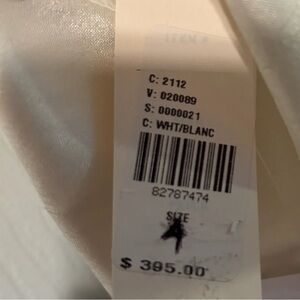 C: 2112
V: 020089
S: 0000021
C: WHT/BLANC
82787474
SIZE
4
$ 395.00